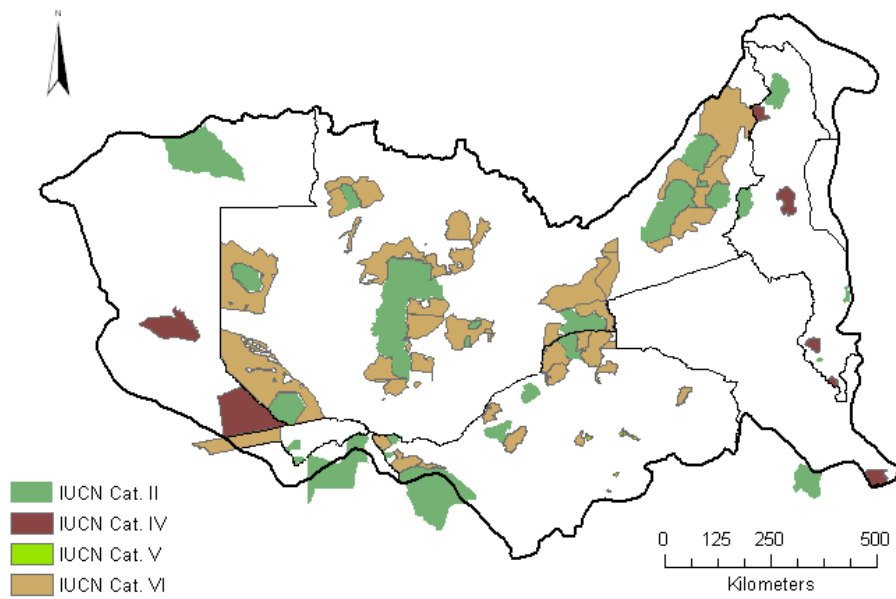 N
IUCN Cat. II
IUCN Cat. IV
IUCN Cat. V
IUCN Cat. VI
0 125 250 500
Kilometers